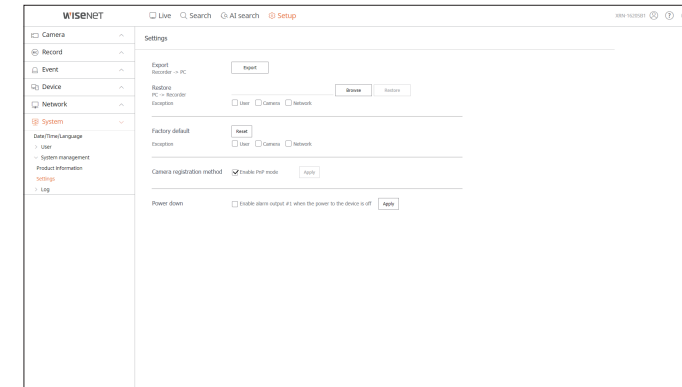 WISENET
Live Search AI search Setup
Camera
Record
Event
Device
Network
System
Date/Time/Language
User
System management
Product information
Settings
Log
Settings
Export
Recorder -> PC
Export
Restore
PC -> Recorder
Browse
Restore
Exception
User Camera Network
Factory default
Reset
Exception
User Camera Network
Camera registration method
Enable PnP mode
Apply
Power down
Enable alarm output #1 when the power to the device is off
Apply